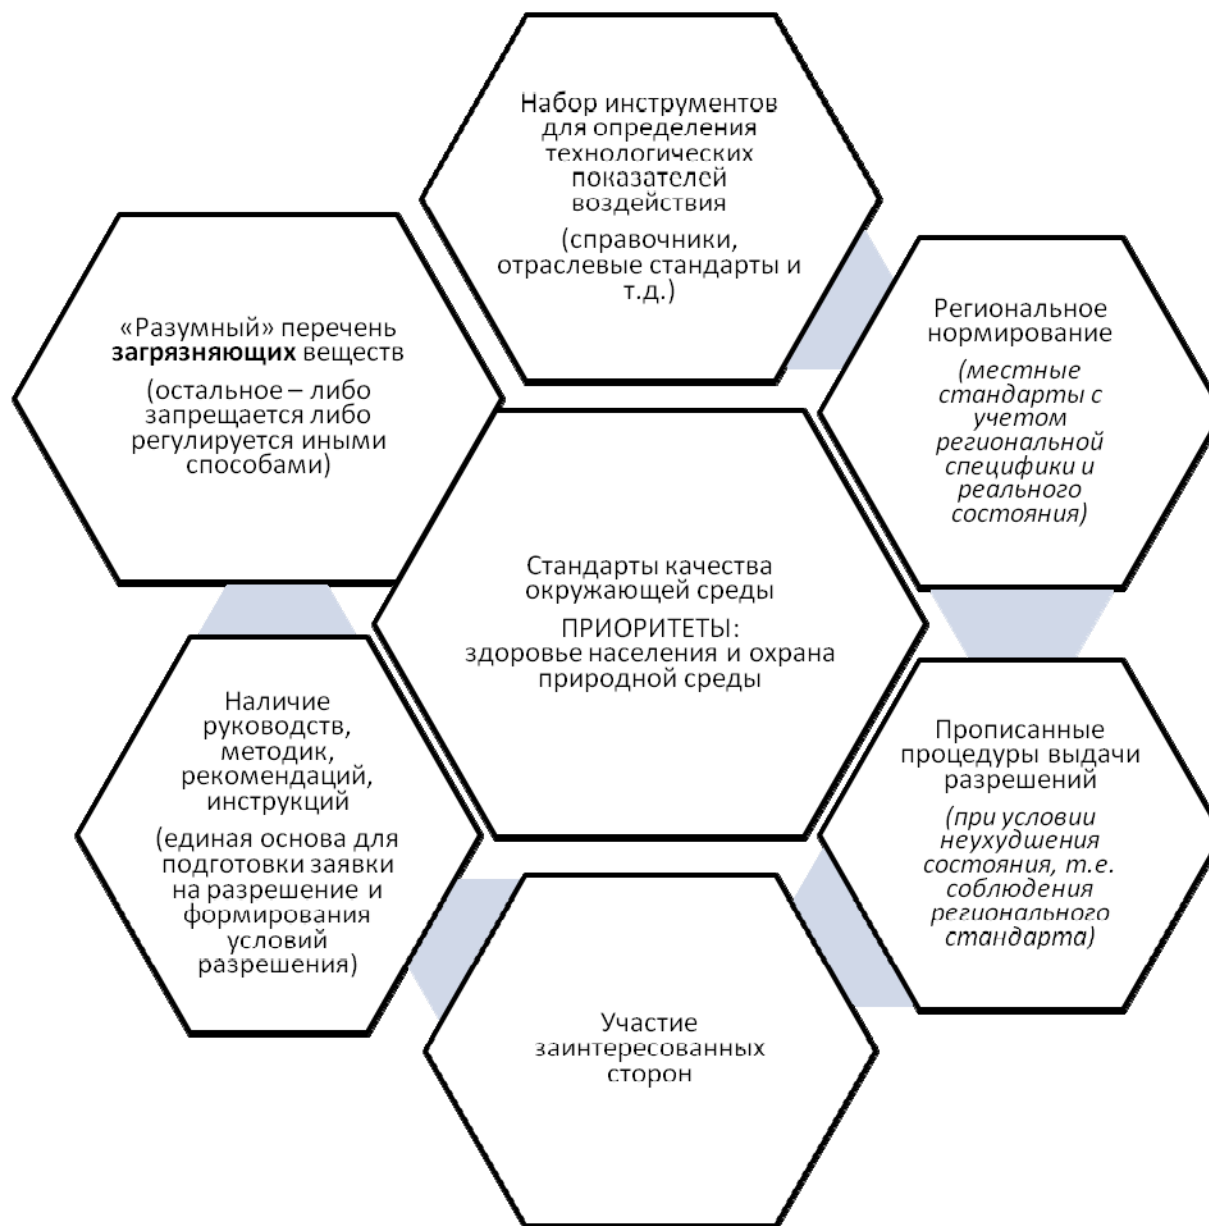 Набор инструментов
для определения
технологических
показателей
воздействия
(справочники,
отраслевые стандарты и
т.д.)
«Разумный» перечень
загрязняющих веществ
(остальное – либо
запрещается либо
регулируется иными
способами)
Региональное
нормирование
(местные
стандарты с
учетом
региональной
специфики и
реального
состояния)
Стандарты качества
окружающей среды
ПРИОРИТЕТЫ:
здоровье населения и охрана
природной среды
Наличие
руководств,
методик,
рекомендаций,
инструкций
(единая основа для
подготовки заявки
на разрешение и
формирования
условий
разрешения)
Прописанные
процедуры выдачи
разрешений
(при условии
неухудшения
состояния, т.е.
соблюдения
регионального
стандарта)
Участие
заинтересованных
сторон